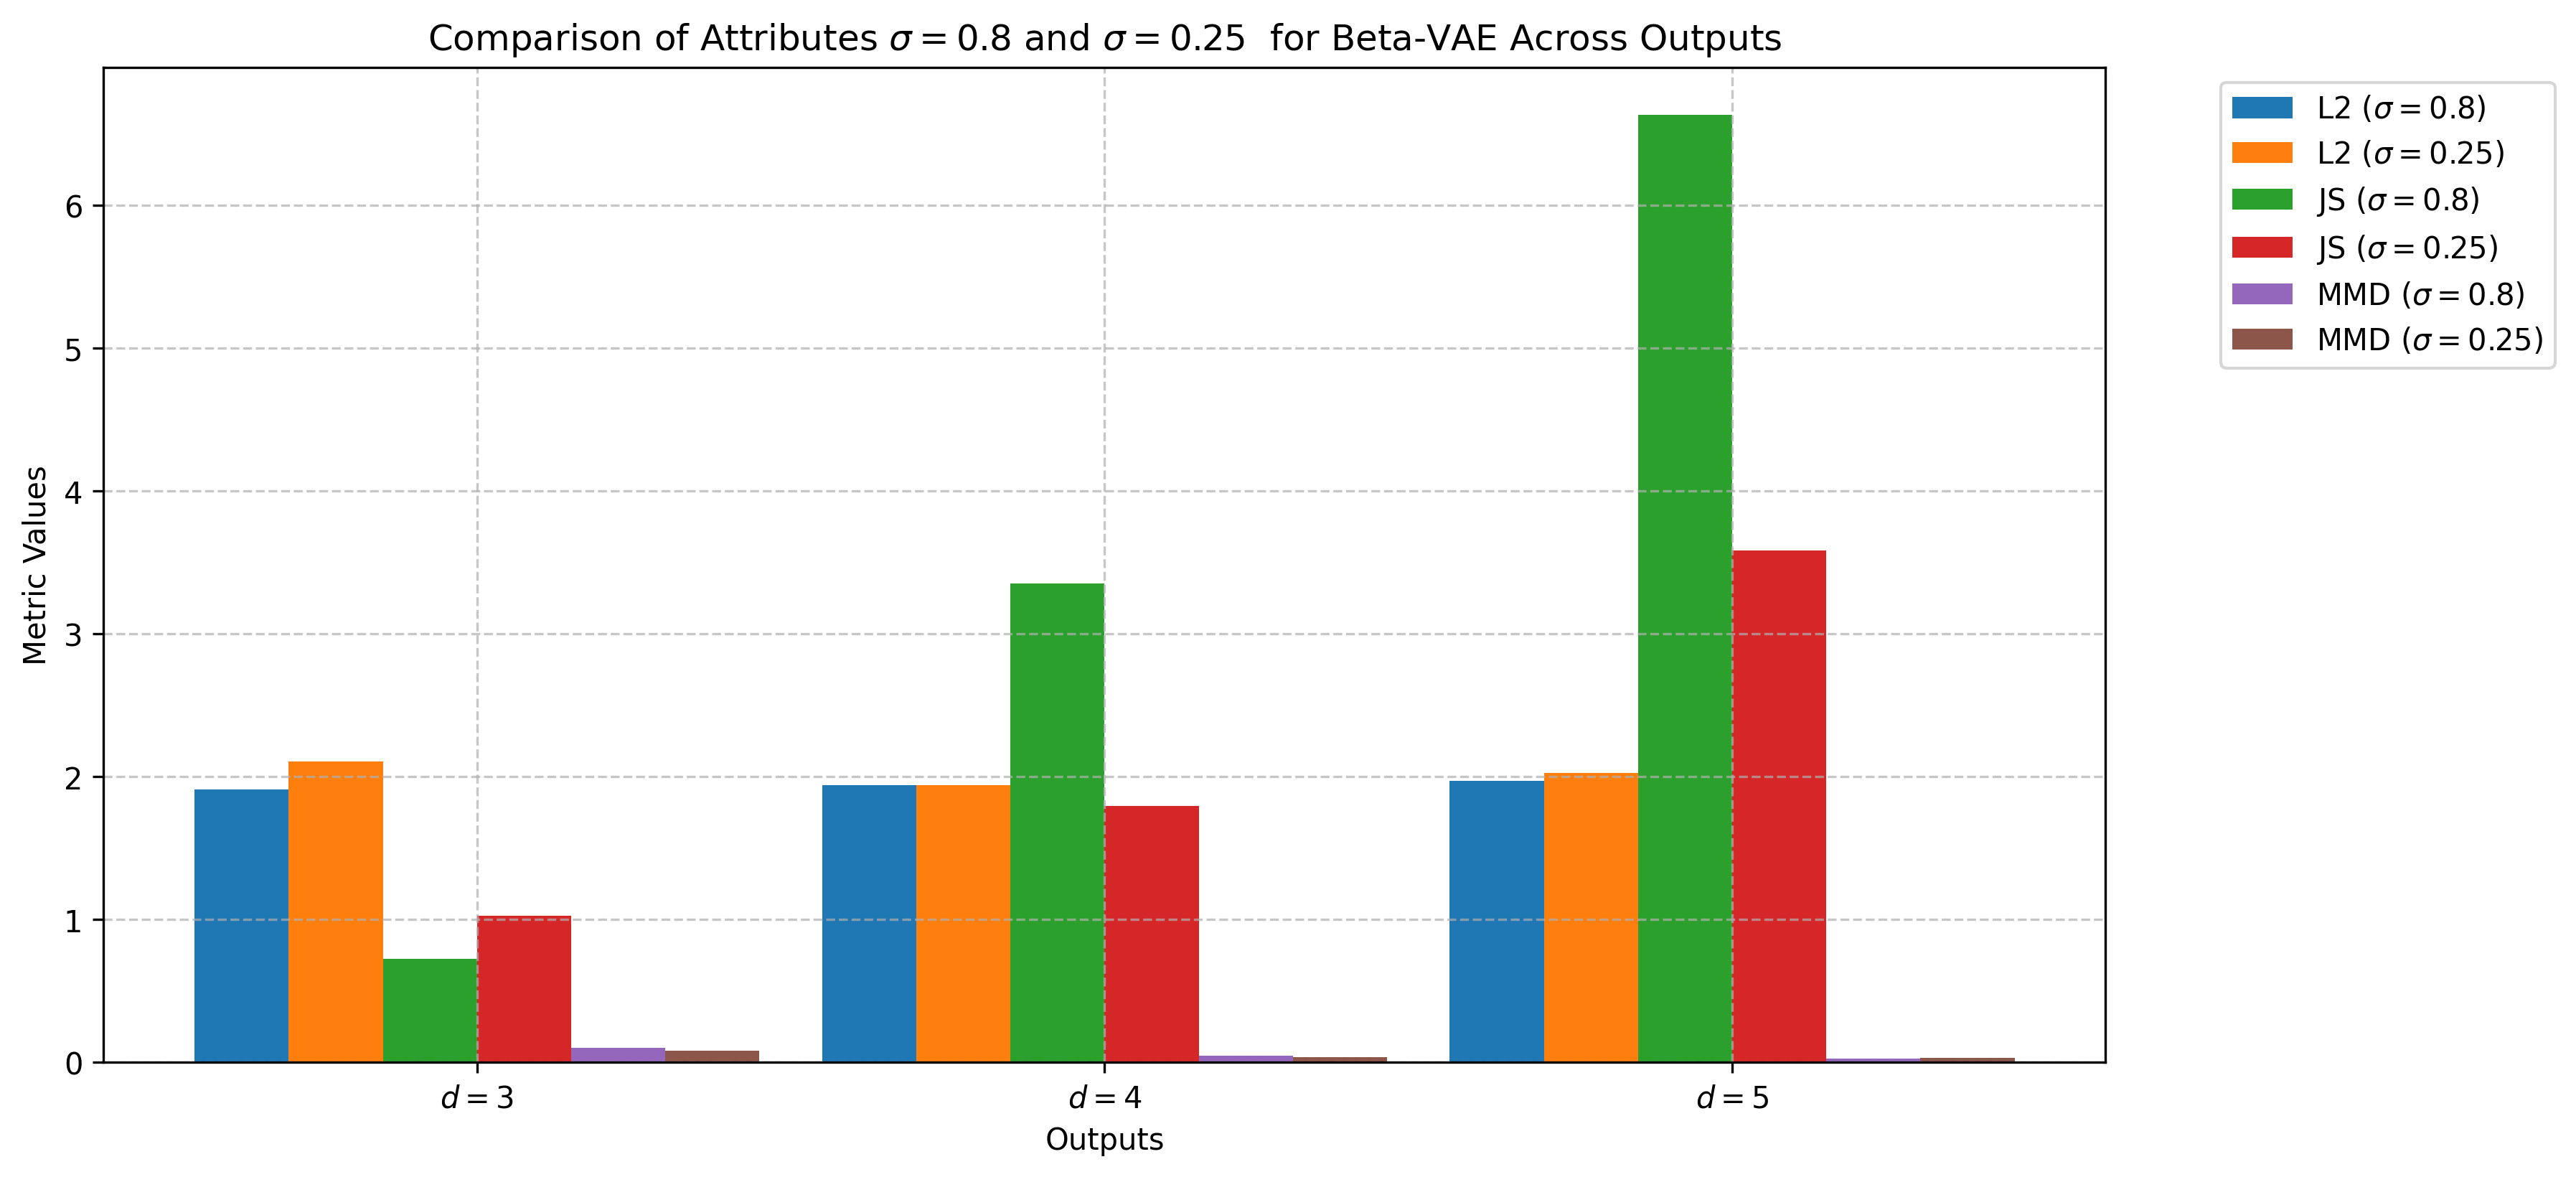 Comparison of Attributes σ = 0.8 and σ = 0.25 for Beta-VAE Across Outputs
L2 (σ = 0.8)
L2 (σ = 0.25)
JS (σ = 0.8)
JS (σ = 0.25)
MMD (σ = 0.8)
MMD (σ = 0.25)
Metric Values
6
5
4
3
2
1
0
d = 3
d = 4
d = 5
Outputs